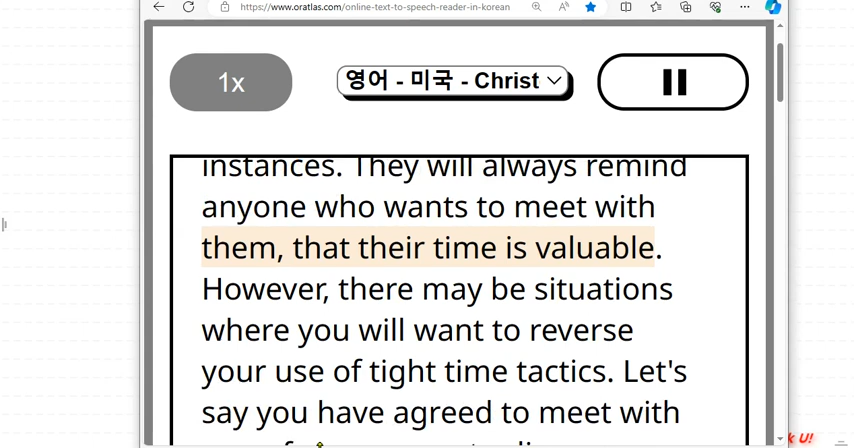 https://www.oratlas.com/online-text-to-speech-reader-in-korean
1x
영어 - 미국 - Christ
instances. They will always remind
anyone who wants to meet with
them, that their time is valuable.
However, there may be situations
where you will want to reverse
your use of tight time tactics. Let's
say you have agreed to meet with
k U!